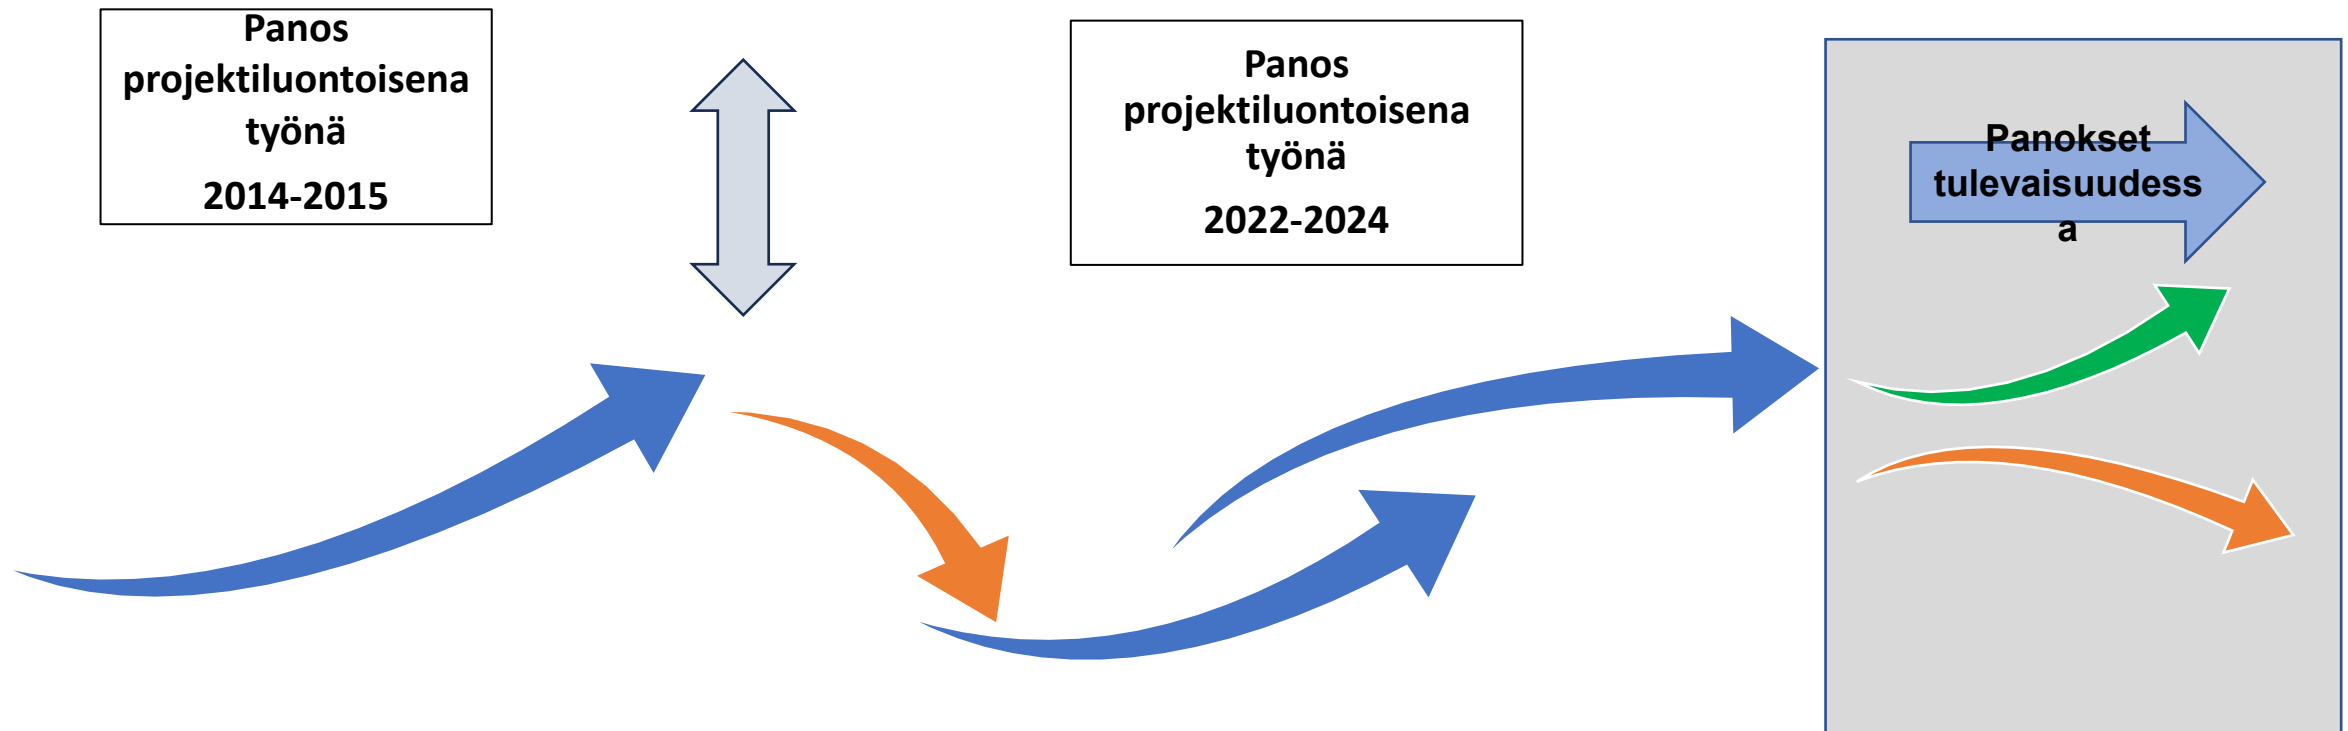 Panos
projektiluontoisena
työnä
2014-2015
Panos
projektiluontoisena
työnä
2022-2024
Panokset
tulevaisuudess
a